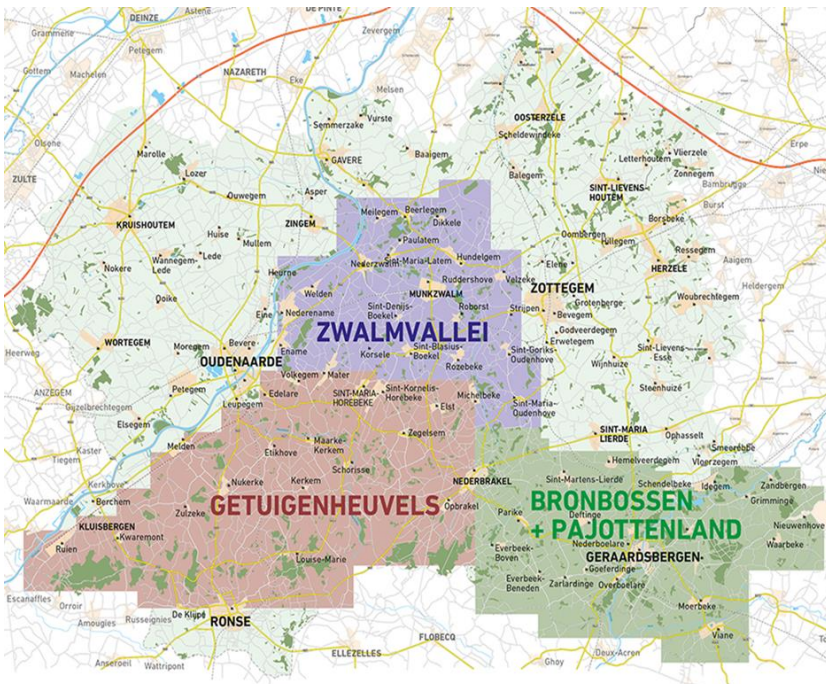 Grammene
DEINZE
Astene
DE PINTE
Zevergem
Petegem
Gottem
Machelen
NAZARETH
Eke
Melsen
Olsene
Semmerzake
Vurste
OOSTERZELE
Scheldewindeke
Marolle
GAVERE
Baaigem
Letterhoutem
Vlierzele
Erpe
ZULTE
Lozer
Balegem
Zonnegem
Ouwegem
Asper
SINT-LIEVENS-
HOUTEM
Bambrugge
Burst
KRUISHOUTEM
ZINGEM
Meilegem
Beerlegem
Dikkele
Borsbeke
Huise
Mullem
Paulatem
Oombergen
Hillegem
Ressegem
Nokere
Wannegem-
Lede
Lede
Heurne
Nederzwalm
Sint-Maria-Latem
Hundelgem
Elene
HERZELE
Aaigem
Ruddershove
Velzeke
ZOTTEGEM
Heldergem
Ooike
Welden
MUNKZWALM
Woubrechtegem
Eine
Nederename
Sint-Denijs-
Boekel
Roborst
Strijpen
Grotenberge
Bevegem
ZWALMVALLEI
Godveerdegem
Erwetegem
WORTEGEM
Heerweg
Moregem
Bevere
OUDENAARDE
Ename
Korsele
Sint-Blasius-
Boekel
Rozebeke
Sint-Goriks-
Oudenhove
Sint-Lievens-
Esse
Wijnhuize
ANZEGEM
Petegem
Volkegem
Mater
Steenhuize
Gijzelbrechtegem
Leupegem
Edelare
SINT-MARIA-
HOREBEKE
Sint-Kornelis-
Horebeke
Michelbeke
Elst
Sint-Maria-
Oudenhove
Elsegem
Kaster
Tiegem
Melden
Zegelsem
SINT-MARIA
LIERDE
Ophasselt
Smeerebbe
Vloerzegem
Etikhove
Maarke-
Kerkem
Schorisse
Hemelveerdegem
Kerkhove
Nukerke
Kerkem
NEDERBRAKEL
Sint-Martens-Lierde
Schendelbeke
Idegem
Zandbergen
Grimminge
Waarmaarde
Berchem
Zulzeke
GETUIGENHEUVELS
Opbrakel
Parike
BRONBOSSEN
+ PAJOTTENLAND
Deftinge
Nieuwenhove
KLUISBERGEN
Kwaremont
Ruien
Nederboelare
Waarbeke
Everbeek-
Boven
GERAARDSBERGEN
Louise-Marie
Goeferdinge
Everbeek-
Beneden
Zarlardinge
Overboelare
Escanaffles
Orroir
Amougies
Russeignies
De Klijpe
RONSE
Moerbeke
Viane
FLOBECQ
ELLEZELLES
Anseroeil
Wattripont
Ghoy
Deux-Acren